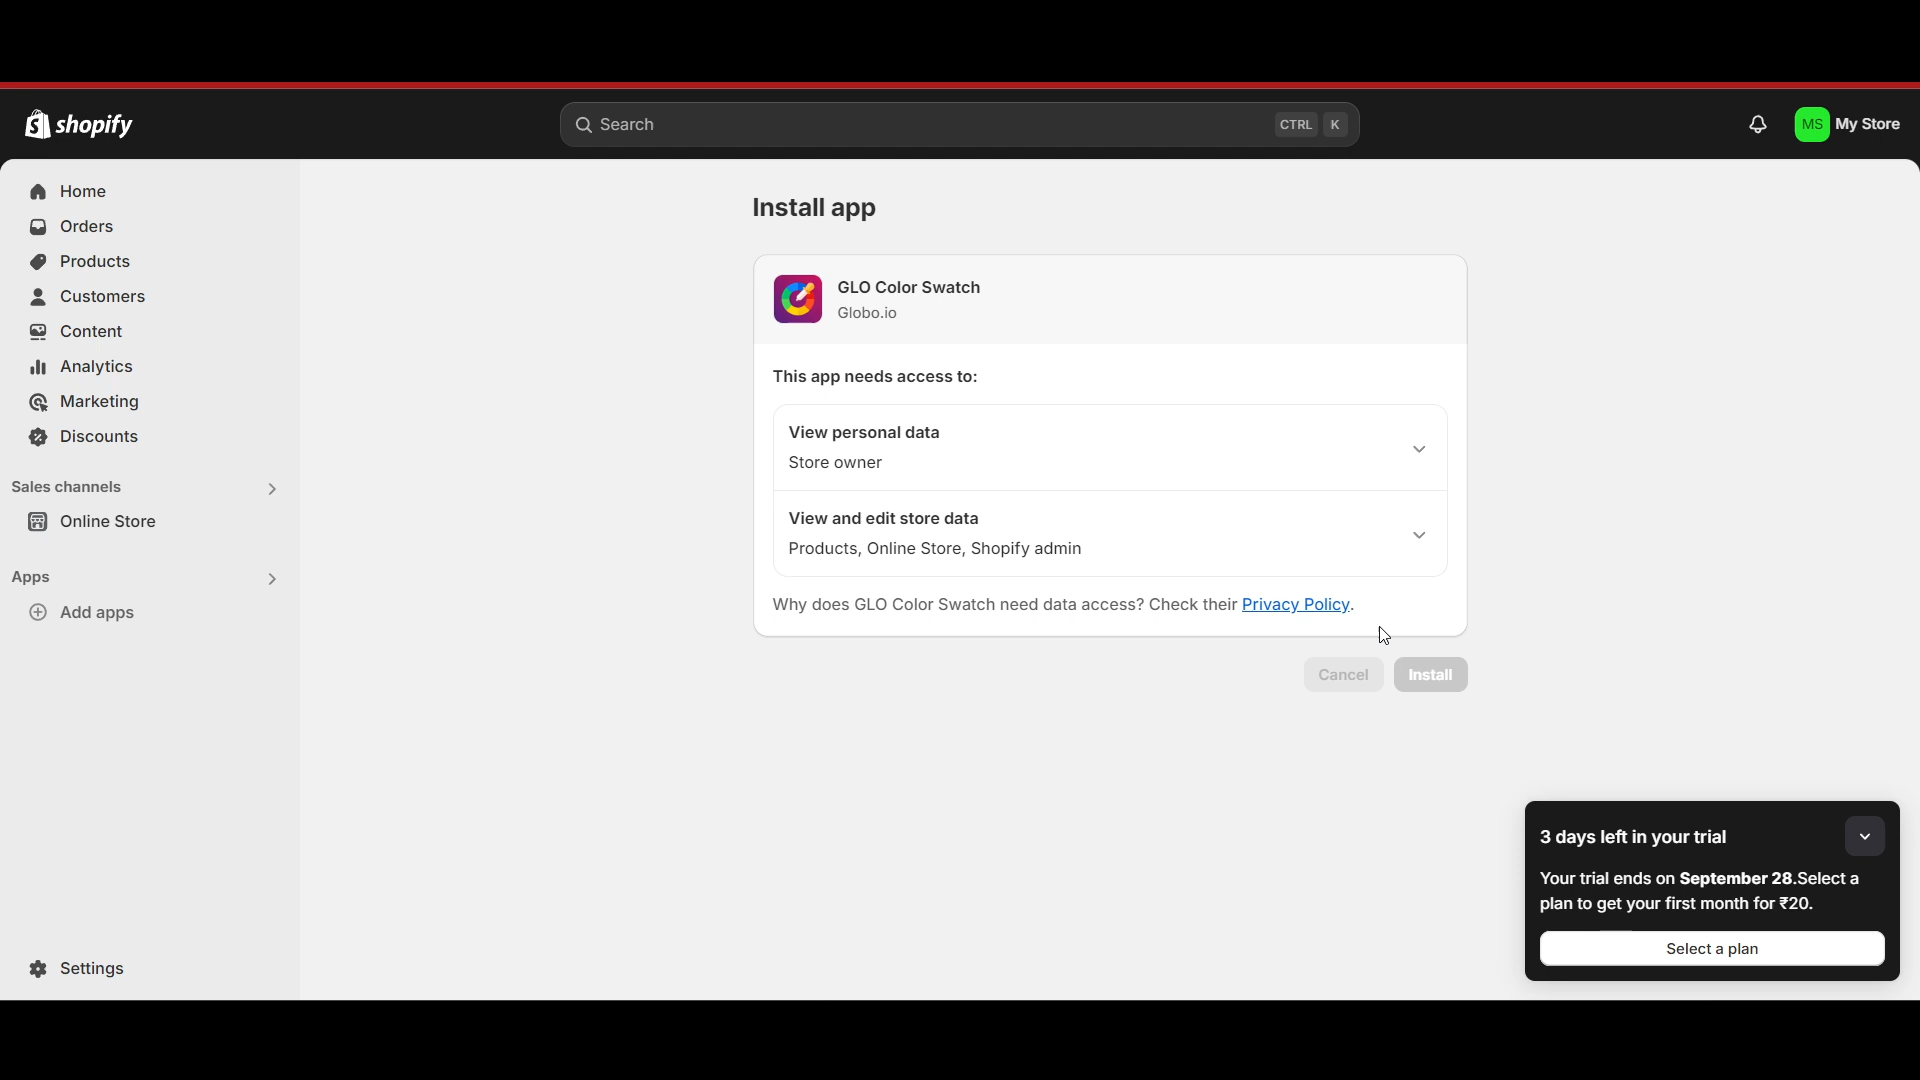 shopify
Search
CTRL K
MS My Store
Home
Orders
Products
Customers
Content
Analytics
Marketing
Discounts
Sales channels
Online Store
Apps
Add apps
Settings
Install app
GLO Color Swatch
Globo.io
This app needs access to:
View personal data
Store owner
View and edit store data
Products, Online Store, Shopify admin
Why does GLO Color Swatch need data access? Check their Privacy Policy.
Cancel Install
3 days left in your trial
Your trial ends on September 28.Select a
plan to get your first month for ₹20.
Select a plan